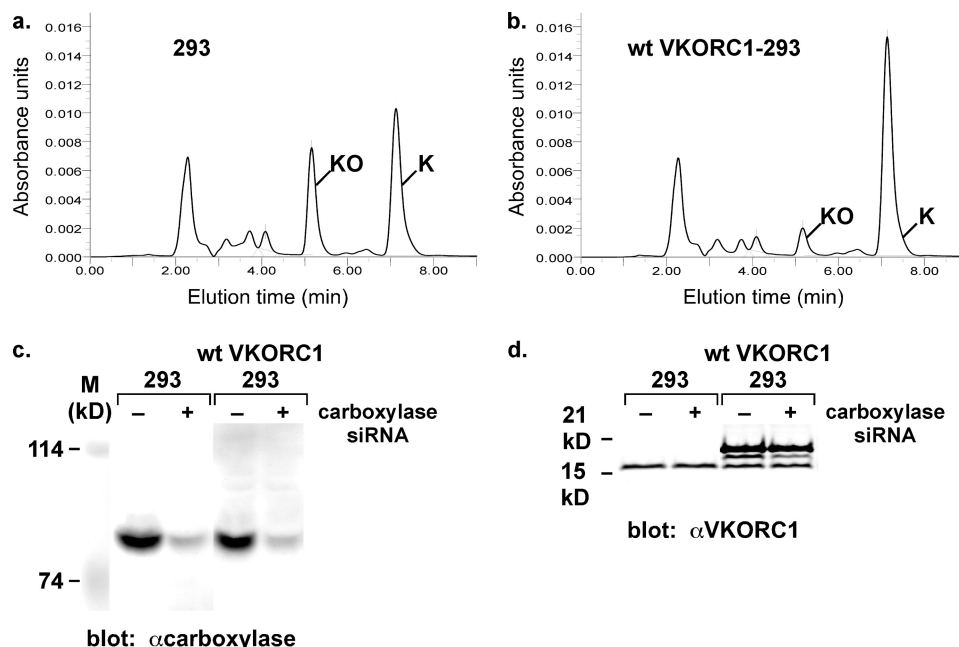 a.
293
KO
K
Absorbance units
0.016
0.014
0.012
0.010
0.008
0.006
0.004
0.002
0.000
0.00 2.00 4.00 6.00 8.00
Elution time (min)
b.
wt VKORC1-293
KO
K
Absorbance units
0.016
0.014
0.012
0.010
0.008
0.006
0.004
0.002
0.000
0.00 2.00 4.00 6.00 8.00
Elution time (min)
c.
wt VKORC1
M 293 293
(kD) – + – + carboxylase
siRNA
114 –
74 –
blot: αcarboxylase
d.
wt VKORC1
293 293
– + – + carboxylase
siRNA
21
kD –
15 –
kD
blot: αVKORC1